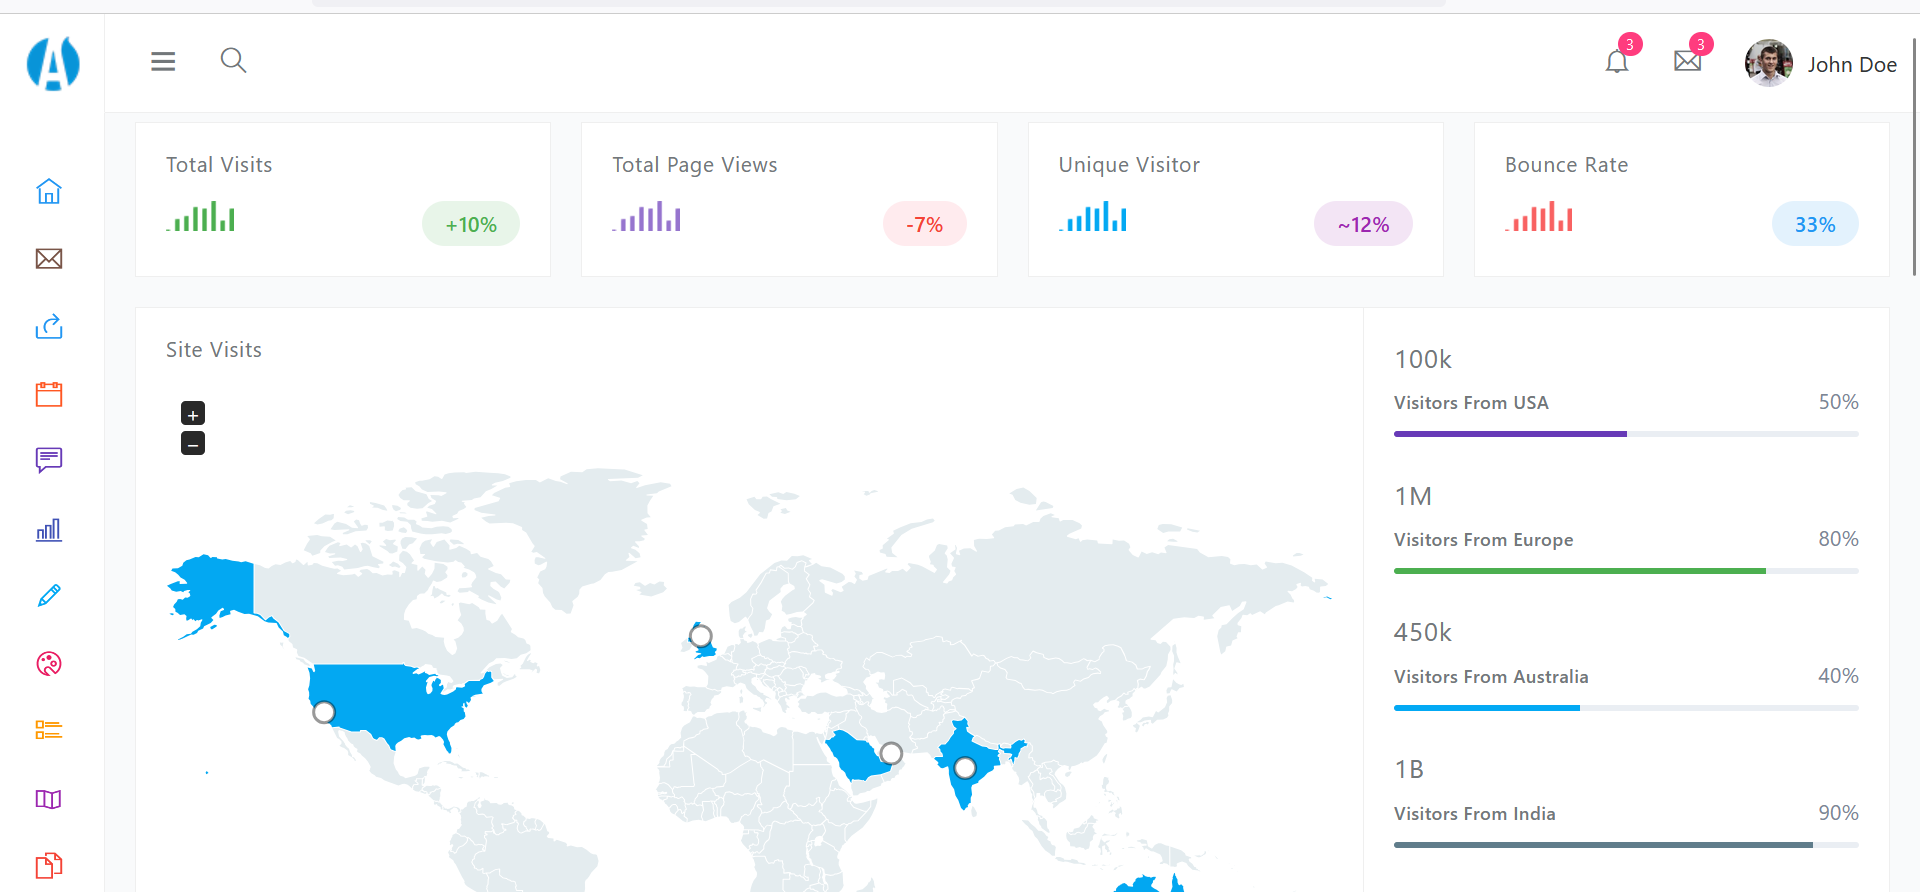 3
3
John Doe
Total Visits
+10%
Total Page Views
-7%
Unique Visitor
~12%
Bounce Rate
33%
Site Visits
+
−
100k
Visitors From USA
50%
1M
Visitors From Europe
80%
450k
Visitors From Australia
40%
1B
Visitors From India
90%